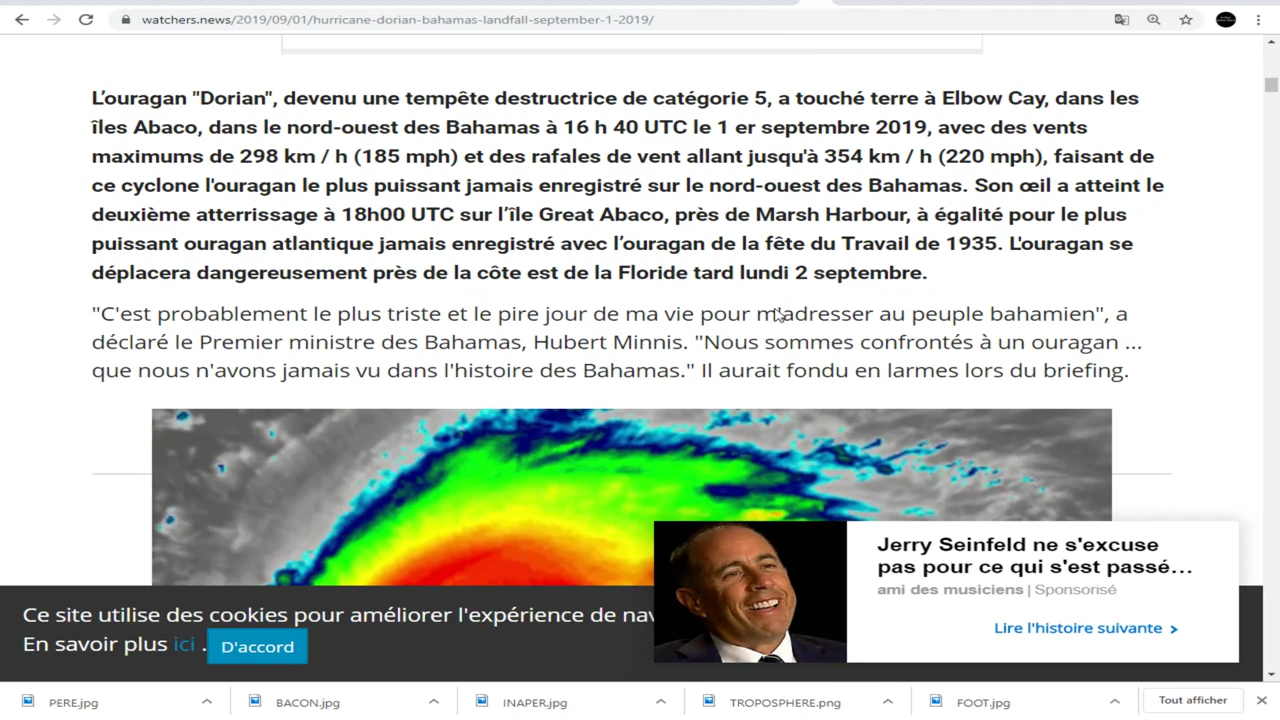 watchers.news/2019/09/01/hurricane-dorian-bahamas-landfall-september-1-2019/
L'ouragan "Dorian", devenu une tempête destructrice de catégorie 5, a touché terre à Elbow Cay, dans les
îles Abaco, dans le nord-ouest des Bahamas à 16 h 40 UTC le 1 er septembre 2019, avec des vents
maximums de 298 km / h (185 mph) et des rafales de vent allant jusqu'à 354 km / h (220 mph), faisant de
ce cyclone l'ouragan le plus puissant jamais enregistré sur le nord-ouest des Bahamas. Son œil a atteint le
deuxième atterrissage à 18h00 UTC sur l'île Great Abaco, près de Marsh Harbour, à égalité pour le plus
puissant ouragan atlantique jamais enregistré avec l'ouragan de la fête du Travail de 1935. L'ouragan se
déplacera dangereusement près de la côte est de la Floride tard lundi 2 septembre.
"C'est probablement le plus triste et le pire jour de ma vie pour m'adresser au peuple bahamien", a
déclaré le Premier ministre des Bahamas, Hubert Minnis. "Nous sommes confrontés à un ouragan ...
que nous n'avons jamais vu dans l'histoire des Bahamas." Il aurait fondu en larmes lors du briefing.
Jerry Seinfeld ne s'excuse
pas pour ce qui s'est passé...
ami des musiciens | Sponsorisé
Lire l'histoire suivante >
Ce site utilise des cookies pour améliorer l'expérience de nav
En savoir plus ici . D'accord
PERE.jpg
BACON.jpg
INAPER.jpg
TROPOSPHERE.png
FOOT.jpg
Tout afficher